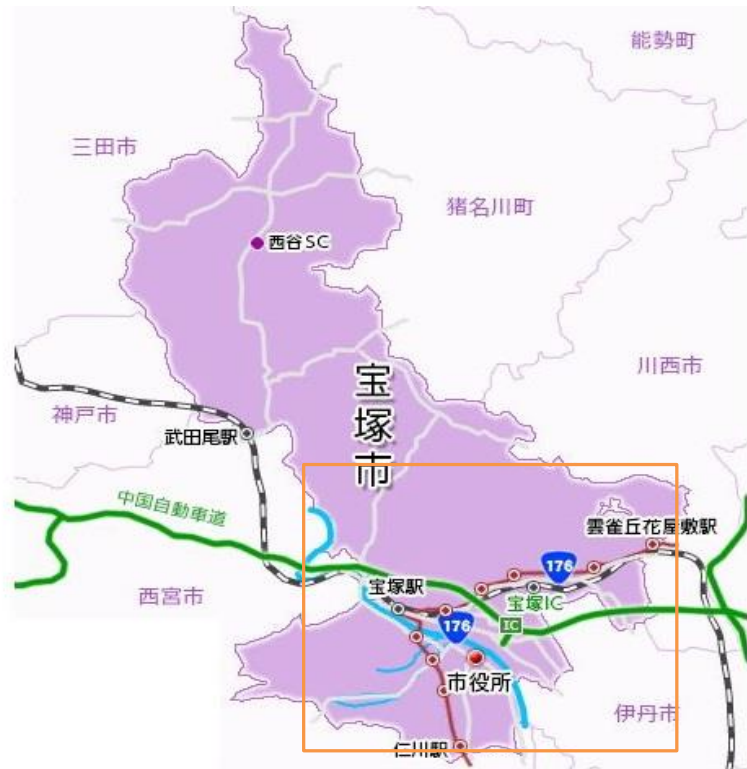 能勢町
三田市
猪名川町
西谷SC
川西市
宝塚市
神戸市
武田尾駅
中国自動車道
雲雀丘花屋敷駅
176
西宮市
宝塚駅
宝塚IC
176
IC
市役所
伊丹市
仁川駅